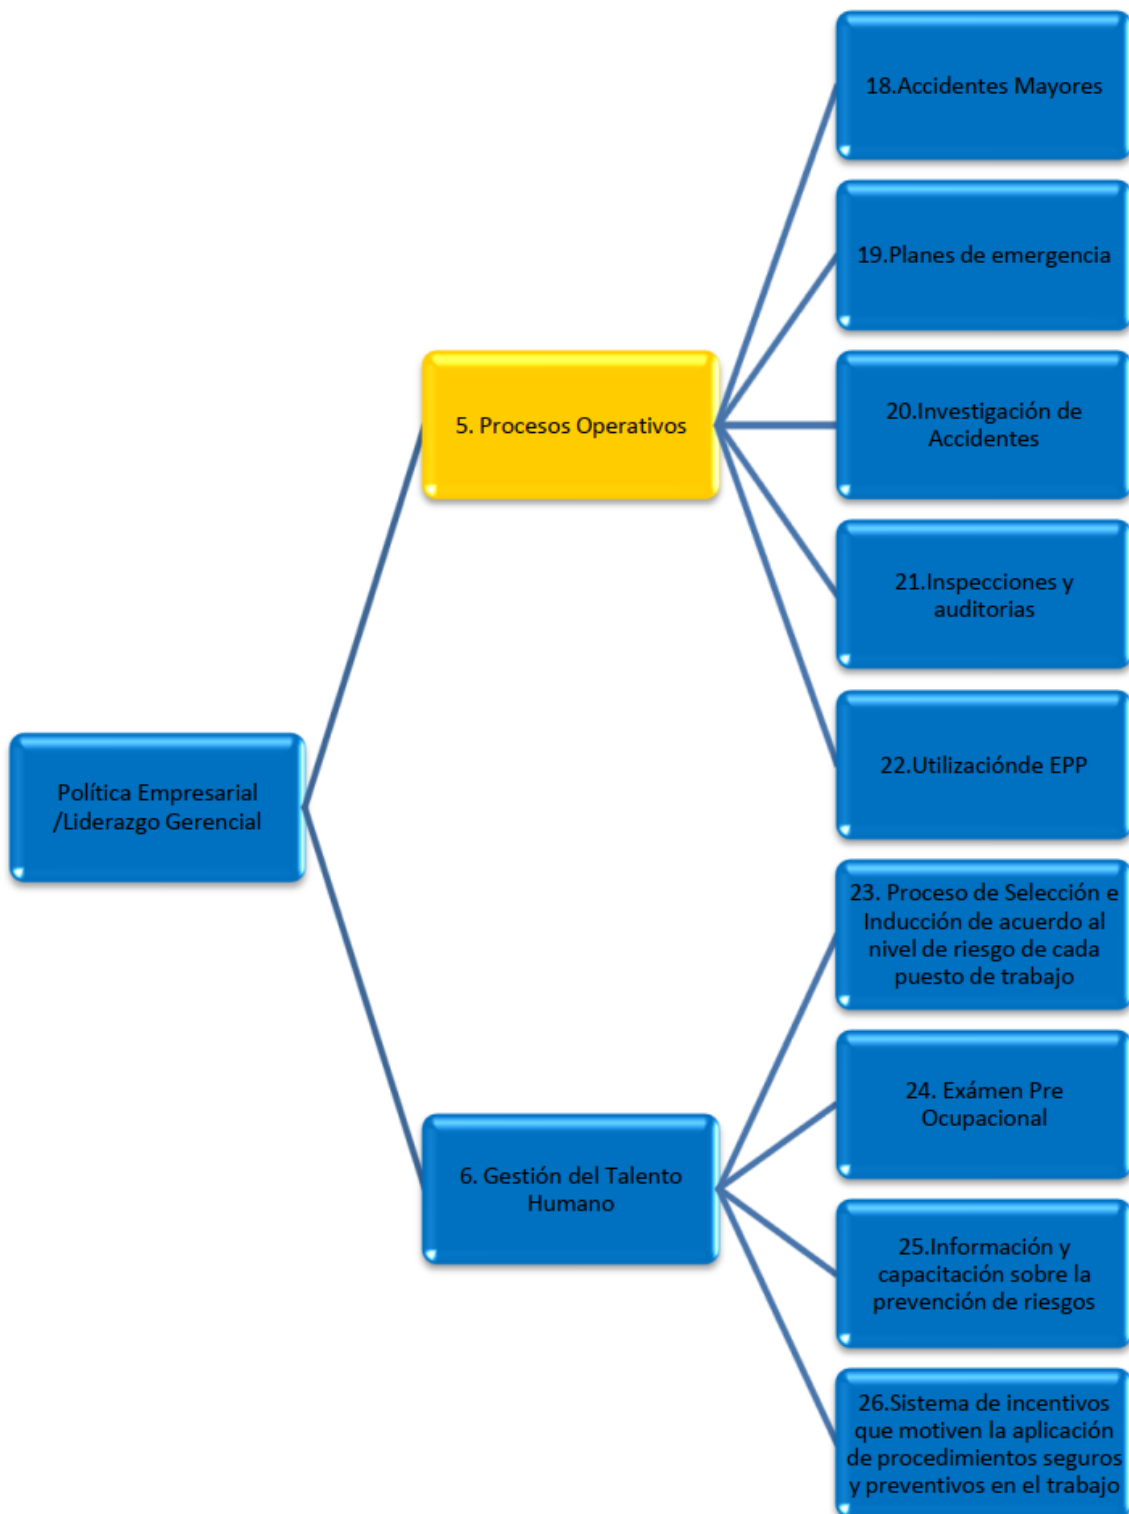 18.Accidentes Mayores
19.Planes de emergencia
5. Procesos Operativos
20.Investigación de
Accidentes
21.Inspecciones y
auditorias
22.Utilizaciónde EPP
Política Empresarial
/Liderazgo Gerencial
23. Proceso de Selección e
Inducción de acuerdo al
nivel de riesgo de cada
puesto de trabajo
24. Exámen Pre
Ocupacional
6. Gestión del Talento
Humano
25.Información y
capacitación sobre la
prevención de riesgos
26.Sistema de incentivos
que motiven la aplicación
de procedimientos seguros
y preventivos en el trabajo